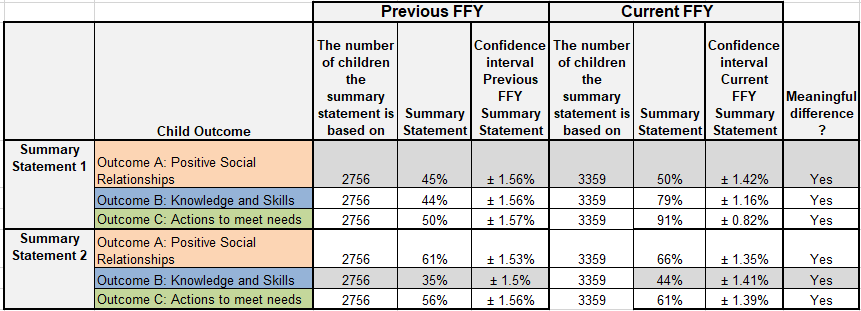 Previous FFY Current FFY
Child Outcome
The number
of children
the
summary
statement is
based on
Summary
Statement
Confidence
interval
Previous
FFY
Summary
Statement
The number
of children
the
summary
statement is
based on
Summary
Statement
Confidence
interval
Current
FFY
Summary
Statement
Meaningful
difference
?
Summary
Statement 1
Outcome A: Positive Social
Relationships 2756 45% ± 1.56% 3359 50% ± 1.42% Yes
Outcome B: Knowledge and Skills 2756 44% ± 1.56% 3359 79% ± 1.16% Yes
Outcome C: Actions to meet needs 2756 50% ± 1.57% 3359 91% ± 0.82% Yes
Summary
Statement 2
Outcome A: Positive Social
Relationships 2756 61% ± 1.53% 3359 66% ± 1.35% Yes
Outcome B: Knowledge and Skills 2756 35% ± 1.5% 3359 44% ± 1.41% Yes
Outcome C: Actions to meet needs 2756 56% ± 1.56% 3359 61% ± 1.39% Yes